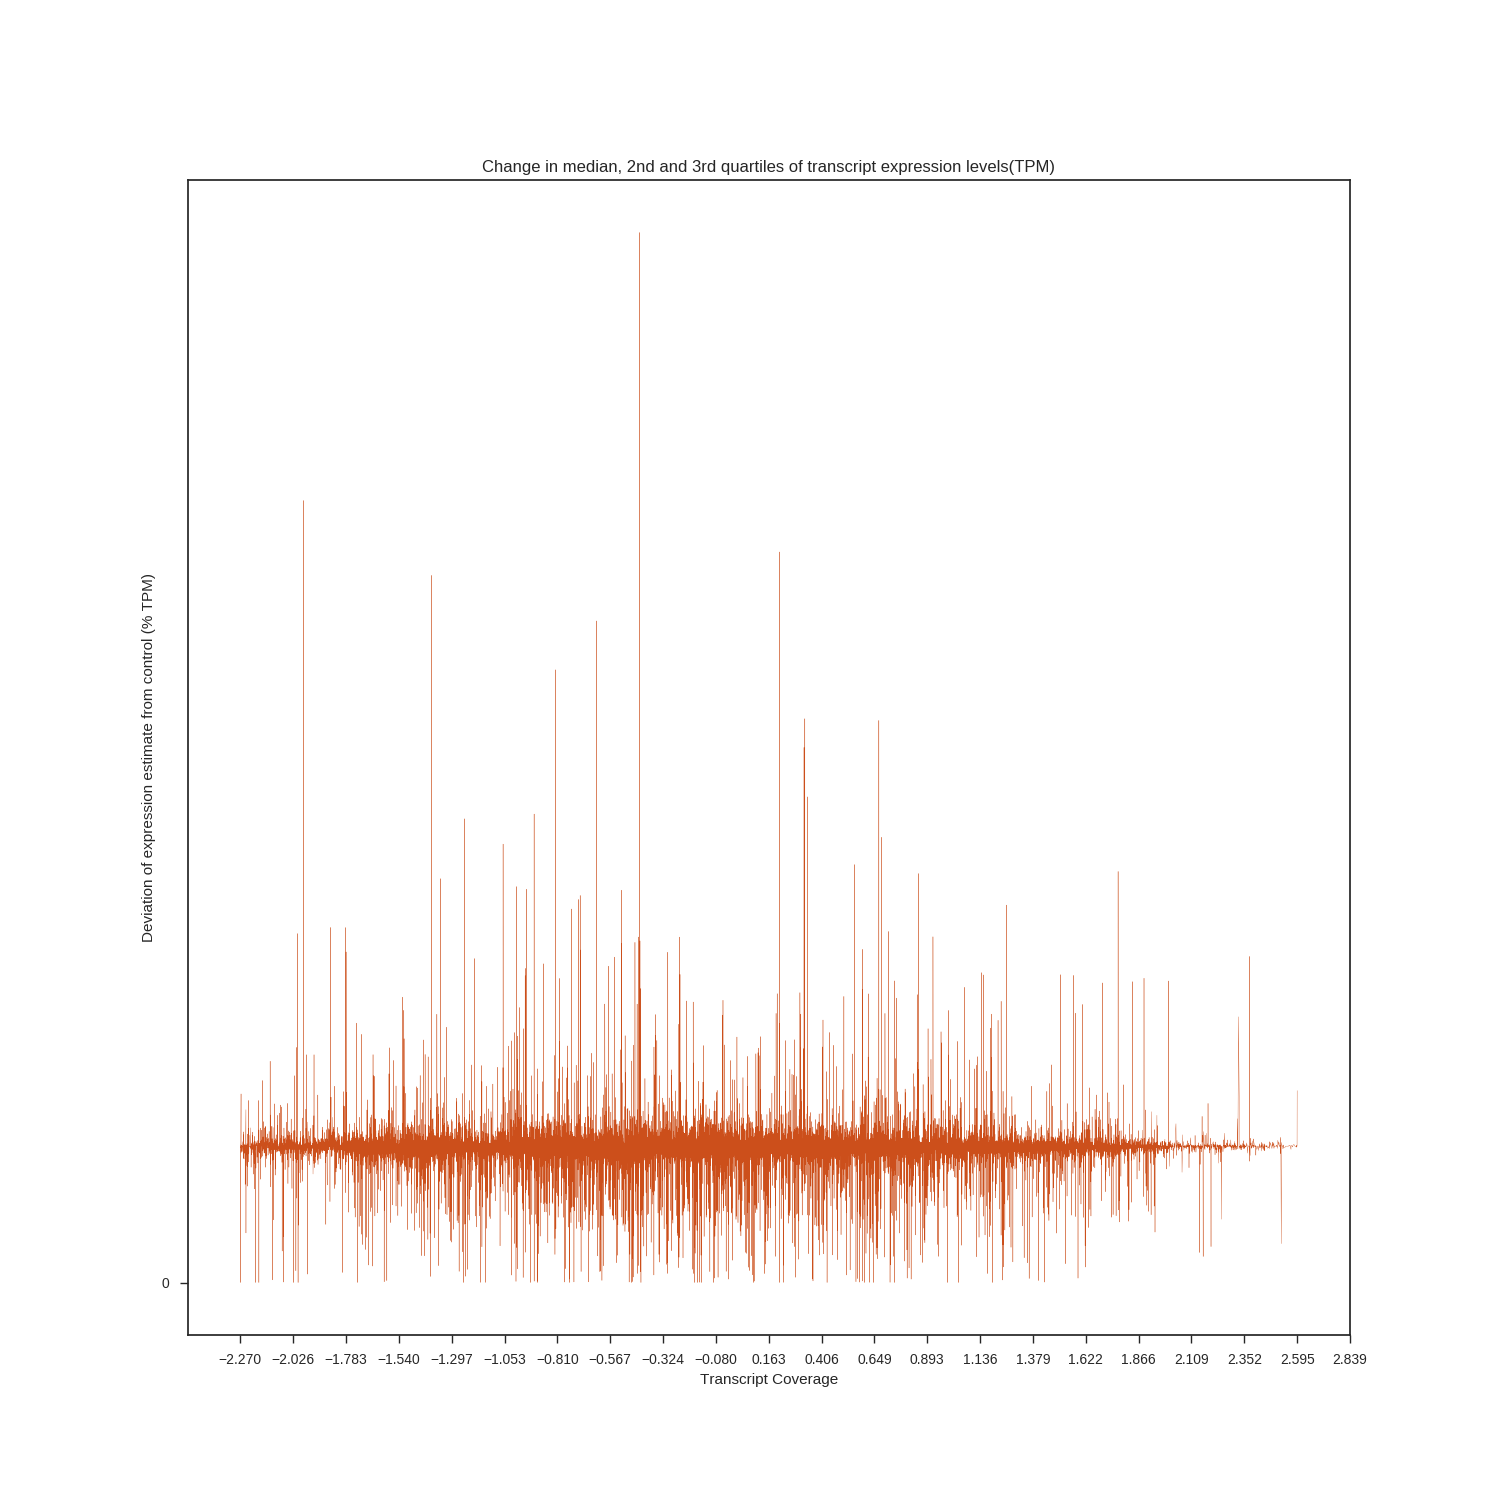 Change in median, 2nd and 3rd quartiles of transcript expression levels(TPM)
Deviation of expression estimate from control (% TPM)
0
−2.270 −2.026 −1.783 −1.540 −1.297 −1.053 −0.810 −0.567 −0.324 −0.080 0.163 0.406 0.649 0.893 1.136 1.379 1.622 1.866 2.109 2.352 2.595 2.839
Transcript Coverage